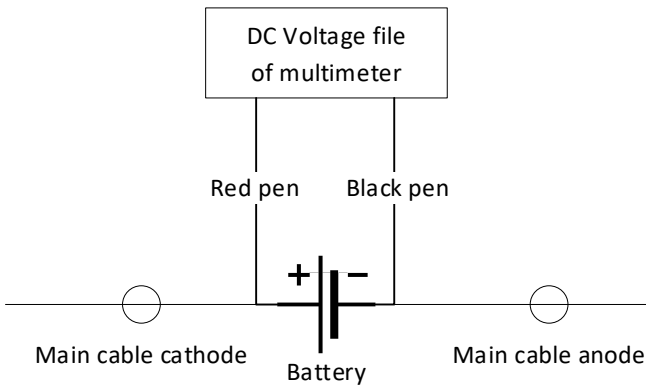 DC Voltage file
of multimeter
Red pen
Black pen
+
−
Main cable cathode
Battery
Main cable anode